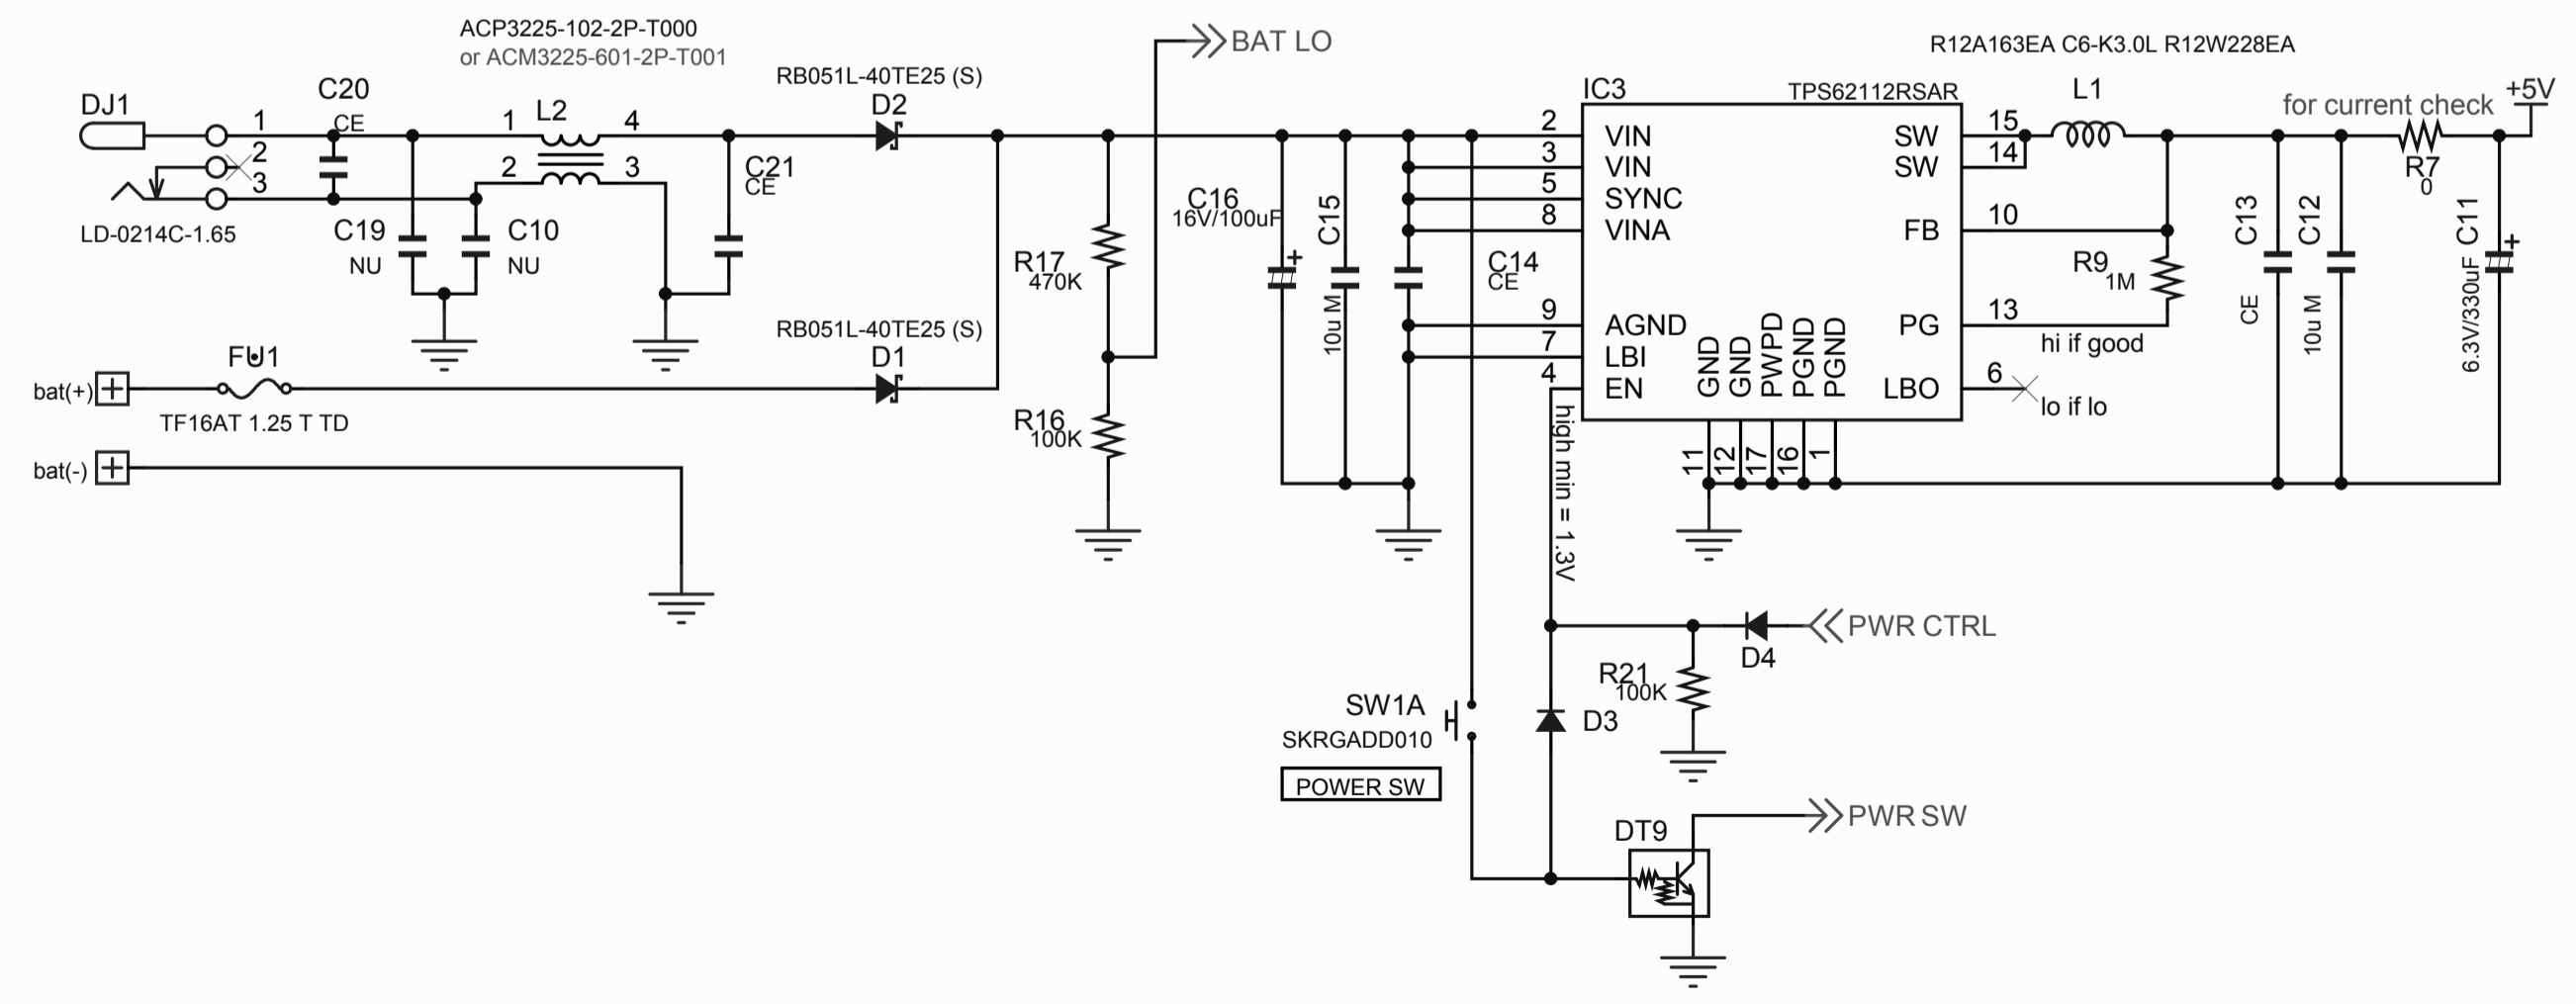 ACP3225-102-2P-T000
or ACM3225-601-2P-T001
BAT LO
R12A163EA C6-K3.0L R12W228EA
RB051L-40TE25 (S)
D2
DJ1
C20
CE
L2
1
2
3
1
4
2
3
LD-0214C-1.65
C19
NU
C10
NU
C21
CE
FU1
TF16AT 1.25 T TD
bat(+)
bat(-)
RB051L-40TE25 (S)
D1
R17
470K
R16
100K
C16
16V/100uF
+
C15
10u M
C14
CE
IC3
TPS62112RSAR
2 VIN
3 VIN
5 SYNC
8 VINA
9 AGND
7 LBI
4 EN
SW 15
SW 14
FB 10
PG 13
LBO 6
GND
GND
PWPD
PGND
PGND
11
12
17
16
1
hi if good
lo if lo
L1
for current check
+5V
R7
0
R9
1M
C13
CE
C12
10u M
C11
6.3V/330uF
+
high min = 1.3V
PWR CTRL
D4
R21
100K
SW1A
SKRGADD010
POWER SW
D3
DT9
PWR SW